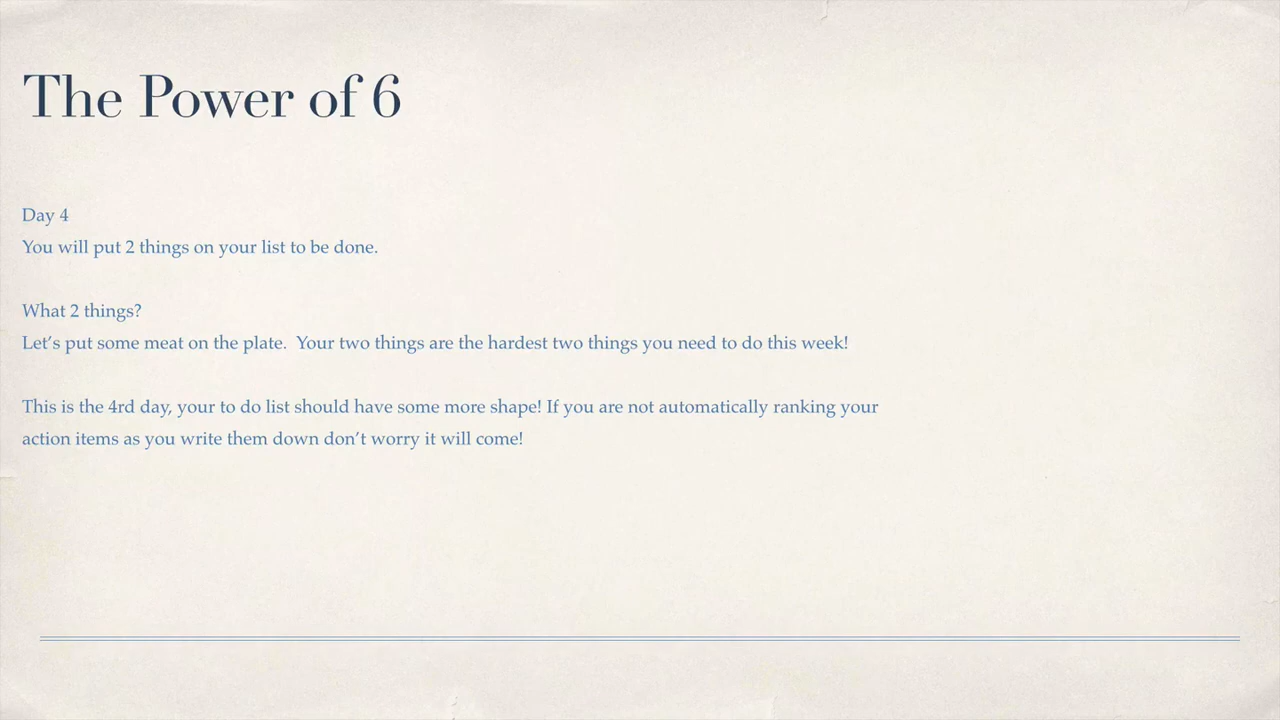 The Power of 6
Day 4
You will put 2 things on your list to be done.
What 2 things?
Let’s put some meat on the plate.  Your two things are the hardest two things you need to do this week!
This is the 4rd day, your to do list should have some more shape! If you are not automatically ranking your
action items as you write them down don’t worry it will come!